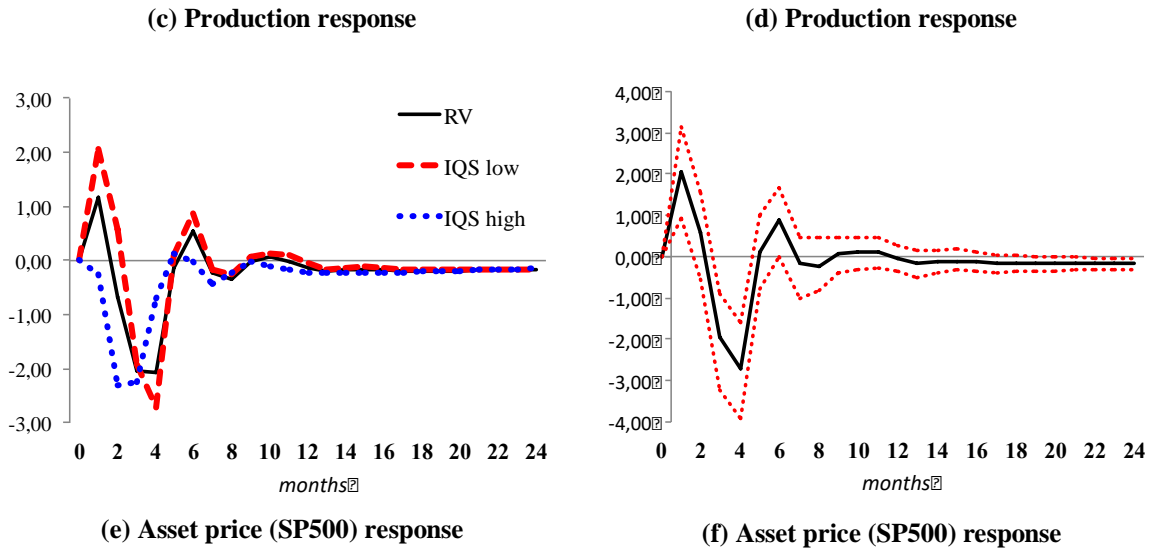 (c) Production response
(d) Production response
3,00
2,00
1,00
0,00
-1,00
-2,00
-3,00
RV
IQS low
IQS high
0 2 4 6 8 10 12 14 16 18 20 22 24
months
4,00
3,00
2,00
1,00
0,00
-1,00
-2,00
-3,00
-4,00
0 2 4 6 8 10 12 14 16 18 20 22 24
months
(e) Asset price (SP500) response
(f) Asset price (SP500) response